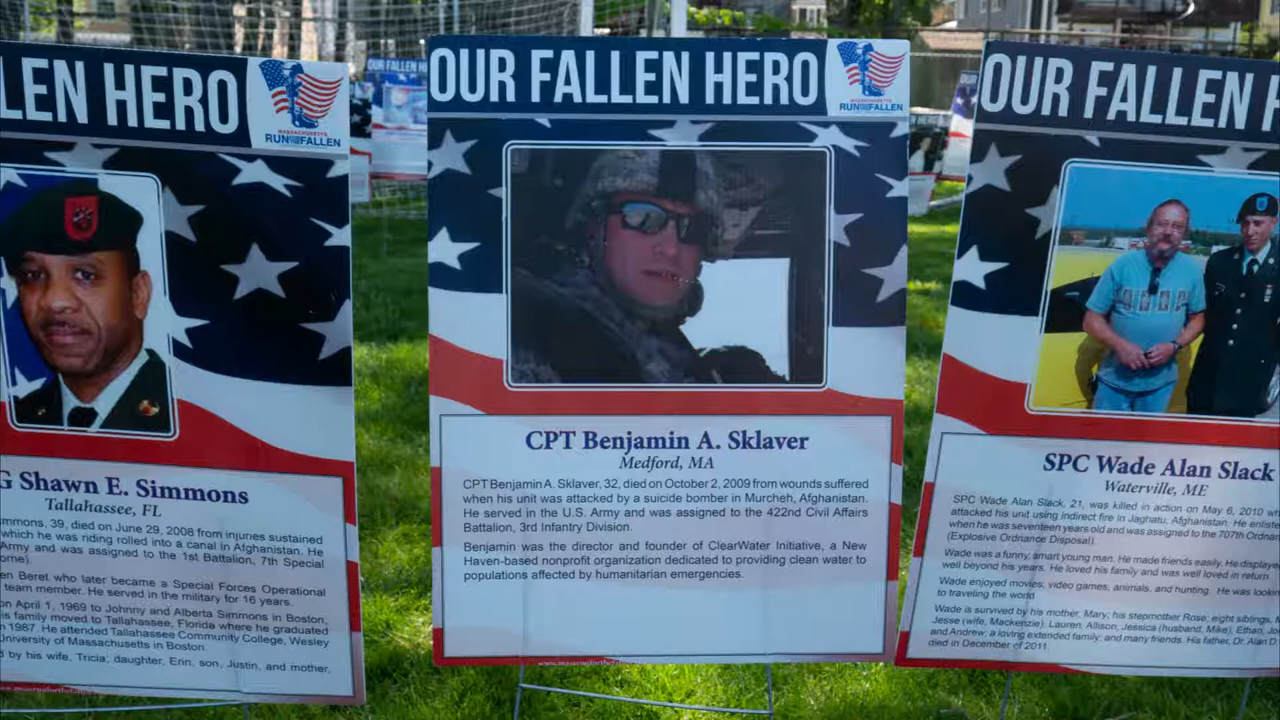 LEN HERO
MASSACHUSETTS
RUN FALLEN
G Shawn E. Simmons
Tallahassee, FL
mmons, 39, died on June 29, 2008 from injuries sustained
which he was riding rolled into a canal in Afghanistan. He
Army and was assigned to the 1st Battalion, 7th Special
ome).
en Beret who later became a Special Forces Operational
team member. He served in the military for 16 years.
on April 1, 1969 to Johnny and Alberta Simmons in Boston,
is family moved to Tallahassee, Florida where he graduated
in 1987. He attended Tallahassee Community College, Wesley
University of Massachusetts in Boston.
d by his wife, Tricia; daughter, Erin, son, Justin, and mother,
OUR FALLEN H
OUR FALLEN HERO
MASSACHUSETTS
RUN FALLEN
CPT Benjamin A. Sklaver
Medford, MA
CPT Benjamin A. Sklaver, 32, died on October 2, 2009 from wounds suffered
when his unit was attacked by a suicide bomber in Murcheh, Afghanistan.
He served in the U.S. Army and was assigned to the 422nd Civil Affairs
Battalion, 3rd Infantry Division.
Benjamin was the director and founder of ClearWater Initiative, a New
Haven-based nonprofit organization dedicated to providing clean water to
populations affected by humanitarian emergencies.
OUR FALLEN H
SPC Wade Alan Slack
Waterville, ME
SPC Wade Alan Slack, 21, was killed in action on May 6, 2010 wh
attacked his unit using indirect fire in Jaghatu, Afghanistan. He enliste
when he was seventeen years old and was assigned to the 707th Ordnan
(Explosive Ordnance Disposal).
Wade was a funny, smart young man. He made friends easily. He displaye
well beyond his years. He loved his family and was well loved in return
Wade enjoyed movies, video games, animals, and hunting. He was lookin
to traveling the world
Wade is survived by his mother, Mary; his stepmother Rose; eight siblings,
Jesse (wife, Mackenzie), Lauren, Allison, Jessica (husband, Mike), Ethan, Jo
and Andrew; a loving extended family; and many friends. His father, Dr. Alan D.
died in December of 2011.